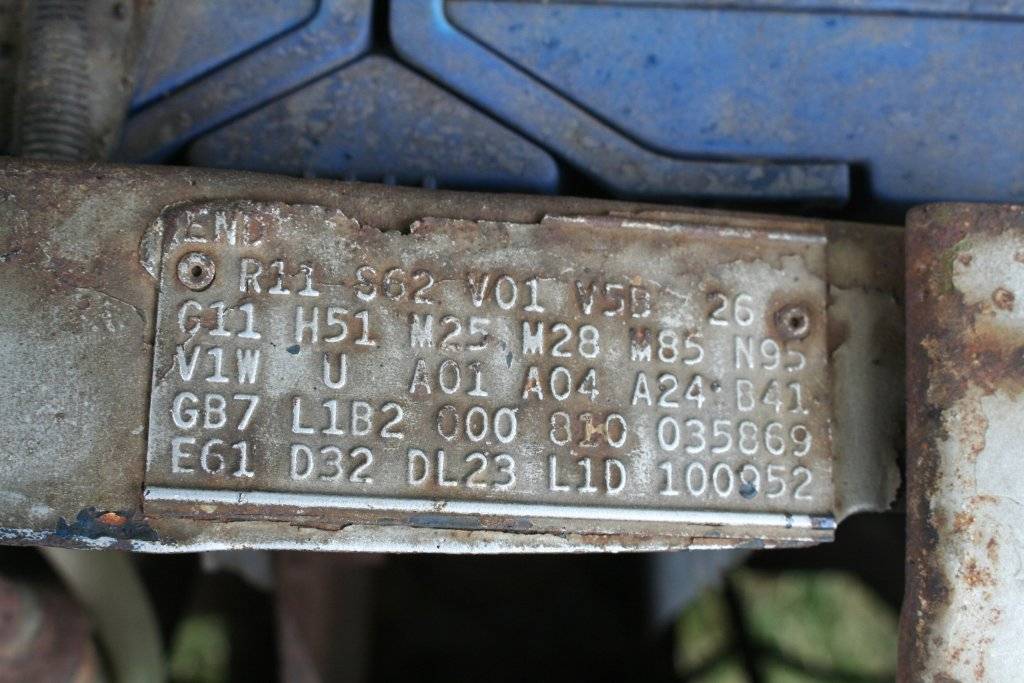 END
R11 S62 V01 V5B 26
G11 H51 M25 M28 M85 N95
V1W U A01 A04 A24 B41
GB7 L1B2 000 810 035869
E61 D32 DL23 L1D 100952